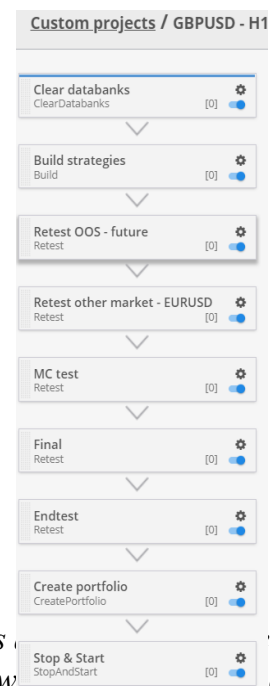 Custom projects / GBPUSD - H1
Clear databanks
ClearDatabanks [0]
Build strategies
Build [0]
Retest OOS - future
Retest [0]
Retest other market - EURUSD
Retest [0]
MC test
Retest [0]
Final
Retest [0]
Endtest
Retest [0]
Create portfolio
CreatePortfolio [0]
Stop & Start
StopAndStart [0]